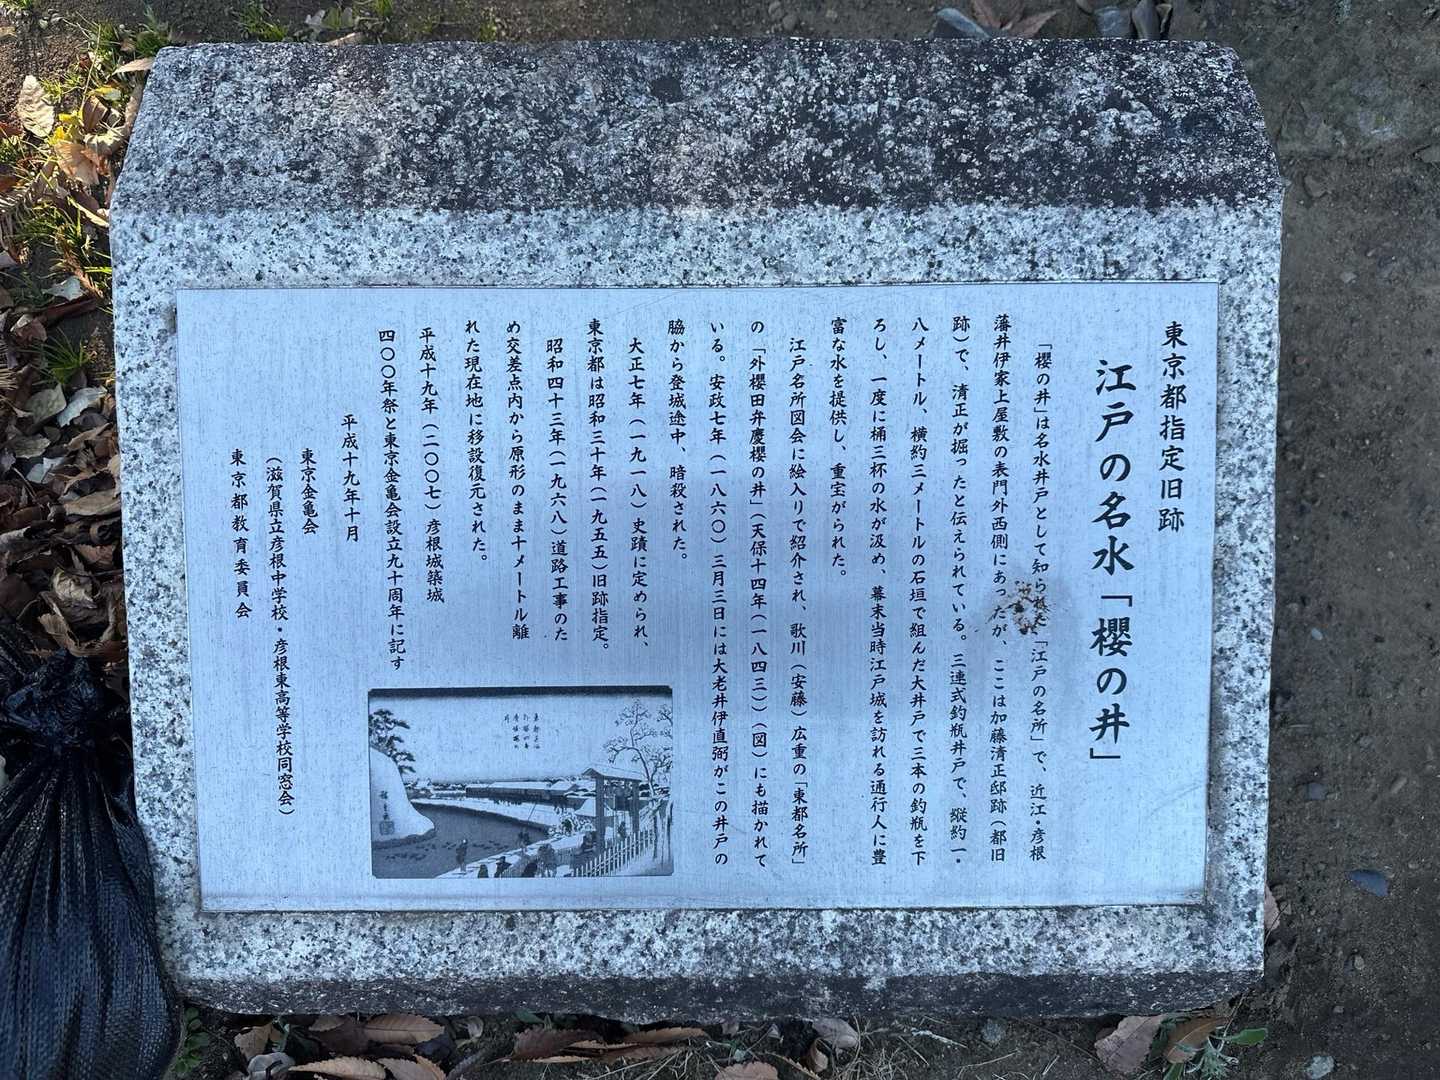 東京都指定旧跡
江戸の名水「櫻の井」
「櫻の井」は名水井戸として知られた「江戸の名所」で、近江・彦根
藩井伊家上屋敷の表門外西側にあったが、ここは加藤清正邸跡（都旧
跡）で、清正が掘ったと伝えられている。三連式釣瓶井戸で、縦約一・
八メートル、横約三メートルの石垣で組んだ大井戸で三本の釣瓶を下
ろし、一度に桶三杯の水が汲め、幕末当時江戸城を訪れる通行人に豊
富な水を提供し、重宝がられた。
江戸名所図会に絵入りで紹介され、歌川（安藤）広重の「東都名所」
の「外櫻田弁慶櫻の井」（天保十四年（一八四三））（図）にも描かれて
いる。安政七年（一八六〇）三月三日には大老井伊直弼がこの井戸の
脇から登城途中、暗殺された。
大正七年（一九一八）史蹟に定められ、
東京都は昭和三十年（一九五五）旧跡指定。
昭和四十三年（一九六八）道路工事のた
め交差点内から原形のまま十メートル離
れた現在地に移設復元された。
平成十九年（二〇〇七）彦根城築城
四〇〇年祭と東京金亀会設立九十周年に記す
平成十九年十月
東京金亀会
（滋賀県立彦根中学校・彦根東高等学校同窓会）
東京都教育委員会